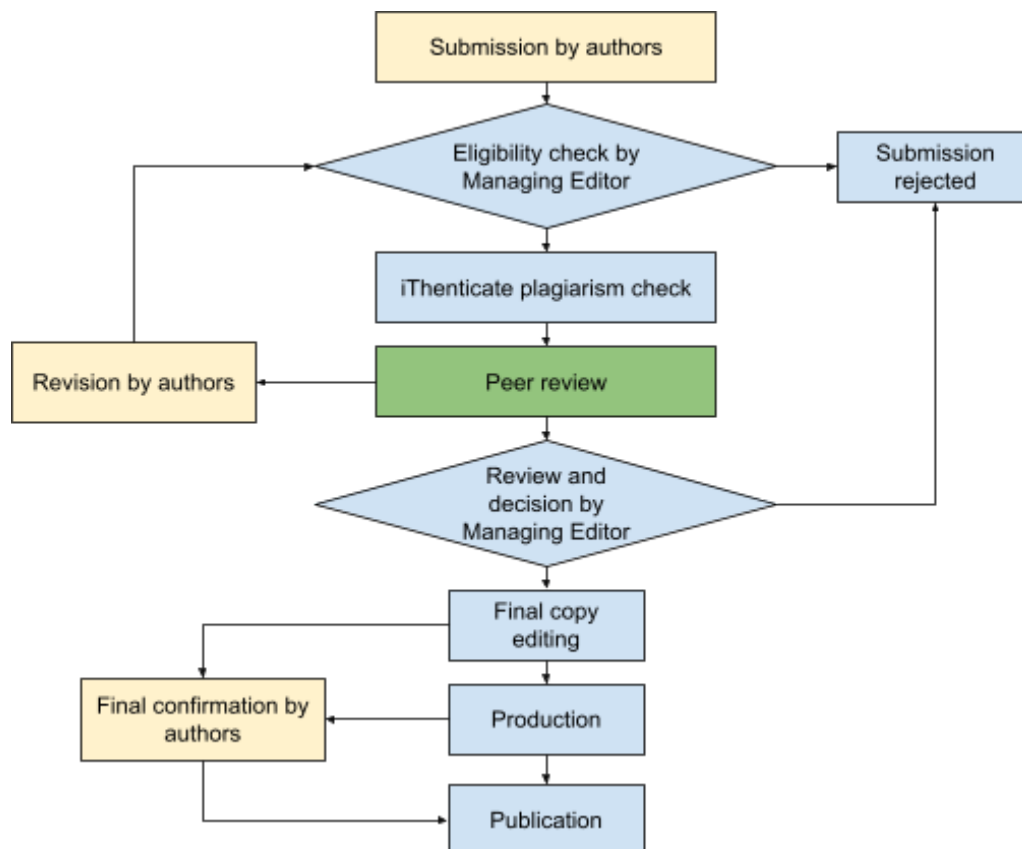 Submission by authors
Eligibility check by
Managing Editor
Submission
rejected
iThenticate plagiarism check
Revision by authors
Peer review
Review and
decision by
Managing Editor
Final copy
editing
Final confirmation by
authors
Production
Publication